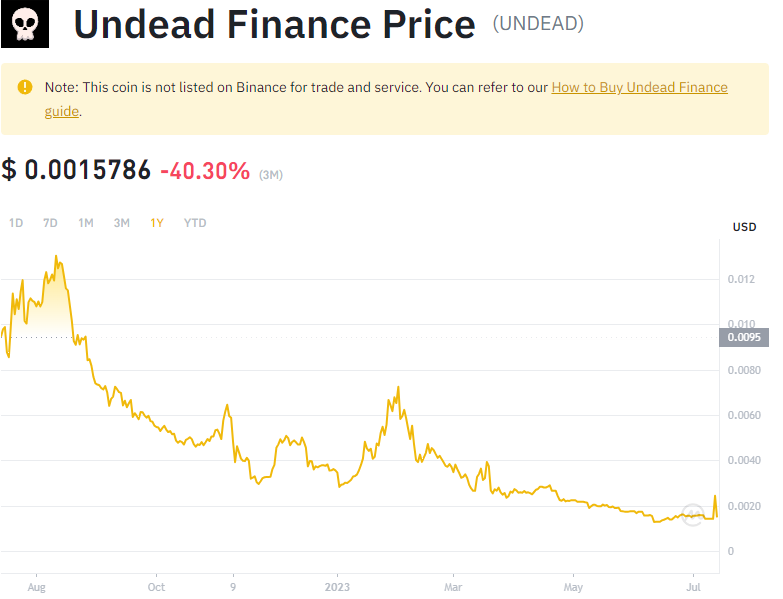 Undead Finance Price (UNDEAD)
Note: This coin is not listed on Binance for trade and service. You can refer to our How to Buy Undead Finance
guide.
$ 0.0015786 -40.30% (3M)
1D 7D 1M 3M 1Y YTD
USD
0.012
0.010
0.0095
0.0080
0.0060
0.0040
0.0020
0
Aug Oct 9 2023 Mar May Jul